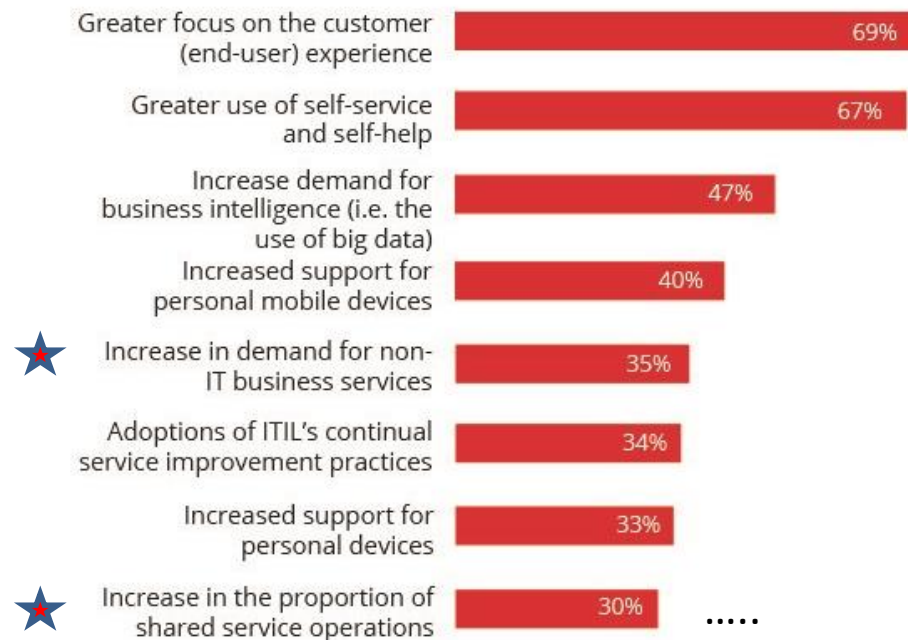 Greater focus on the customer
(end-user) experience
69%
Greater use of self-service
and self-help
67%
Increase demand for
business intelligence (i.e. the
use of big data)
47%
Increased support for
personal mobile devices
40%
Increase in demand for non-
IT business services
35%
Adoptions of ITIL's continual
service improvement practices
34%
Increased support for
personal devices
33%
Increase in the proportion of
shared service operations
30%
.....